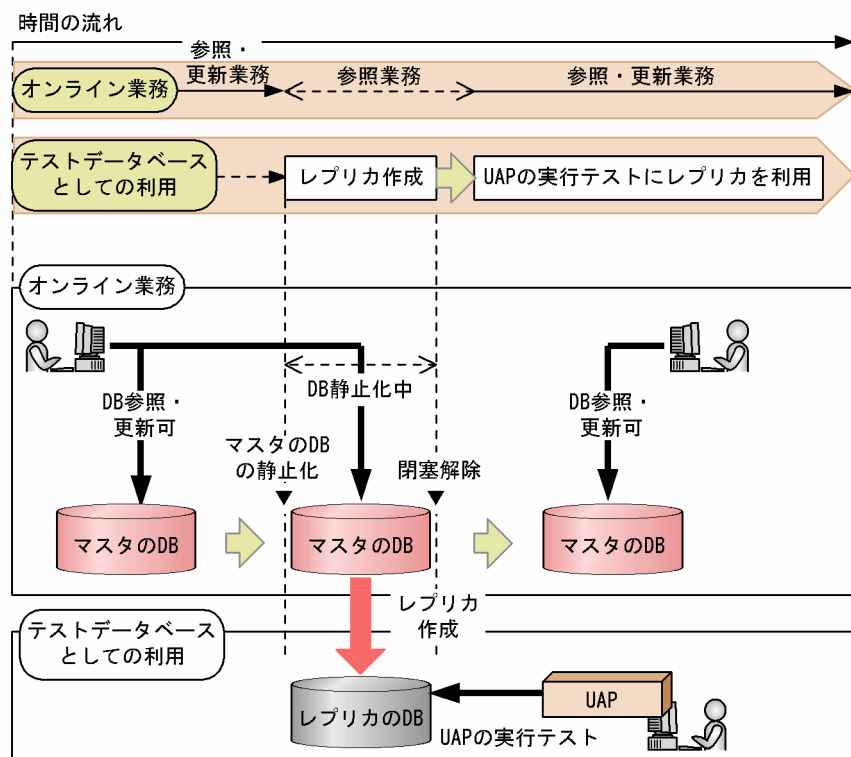 時間の流れ
参照・
更新業務
参照業務
参照・更新業務
オンライン業務
テストデータベース
としての利用
レプリカ作成
UAPの実行テストにレプリカを利用
オンライン業務
DB参照・
更新可
DB静止化中
DB参照・
更新可
マスタのDB
の静止化
閉塞解除
マスタのDB
マスタのDB
マスタのDB
レプリカ
作成
テストデータベース
としての利用
レプリカのDB
UAP
UAPの実行テスト